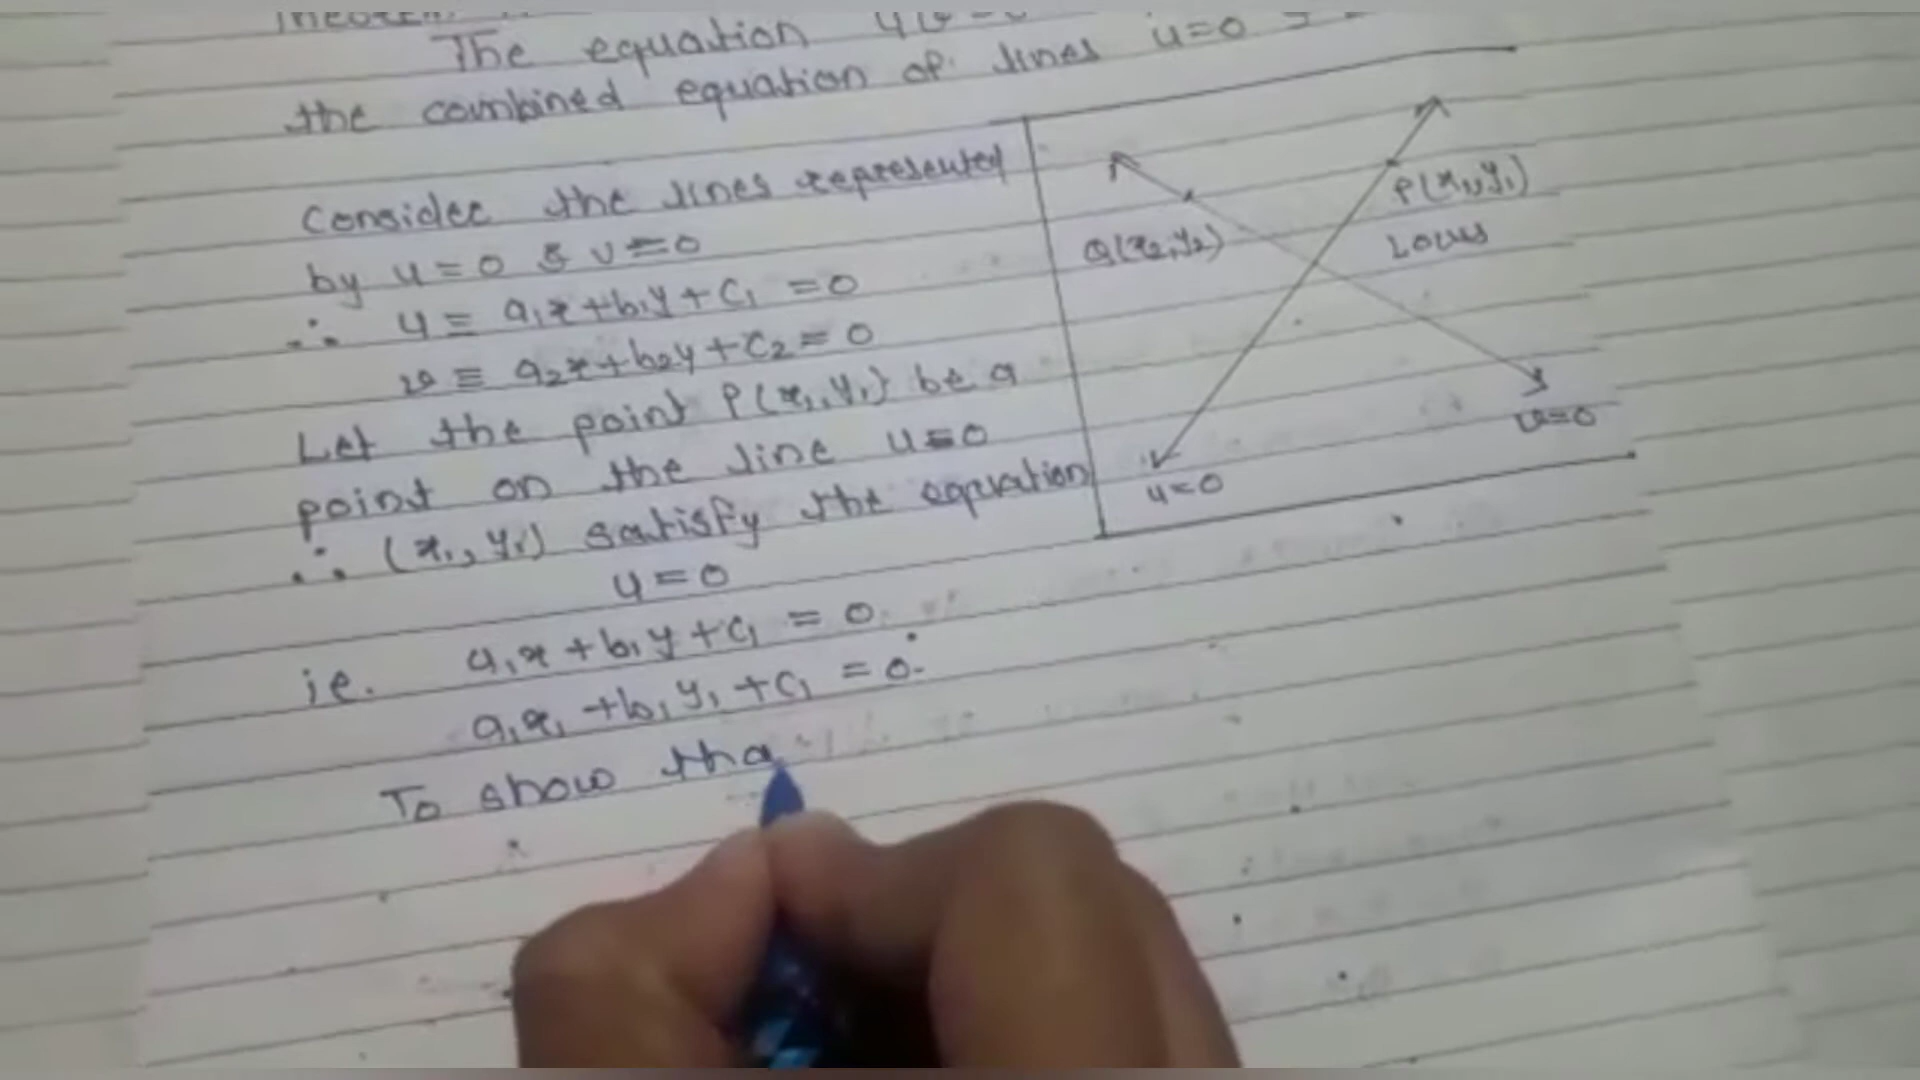 The equation uv=0
the combined equation of lines u=0
Consider the lines represented
by u=0 & v=0
∴ u ≡ a₁x+b₁y+c₁ =0
v ≡ a₂x+b₂y+c₂=0
Let the point P(x₁,y₁) be a
point on the line u=0
∴ (x₁,y₁) satisfy the equation
u=0
ie. a₁x+b₁y+c₁ = 0.
a₁x₁+b₁y₁+c₁ =0.
To show tha
P(x₁,y₁)
Locus
Q(x₂,y₂)
v=0
u=0